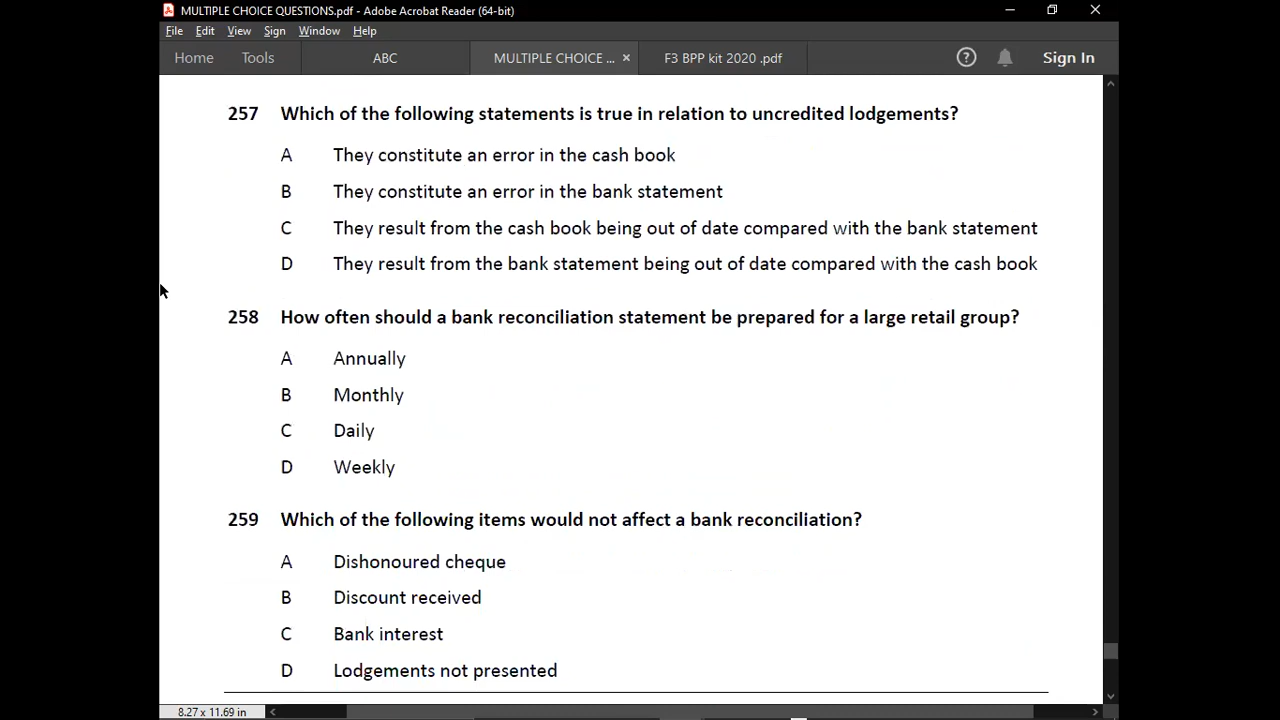 MULTIPLE CHOICE QUESTIONS.pdf - Adobe Acrobat Reader (64-bit)
File Edit View Sign Window Help
Home Tools ABC MULTIPLE CHOICE ... × F3 BPP kit 2020 .pdf ? Sign In
257 Which of the following statements is true in relation to uncredited lodgements?
A They constitute an error in the cash book
B They constitute an error in the bank statement
C They result from the cash book being out of date compared with the bank statement
D They result from the bank statement being out of date compared with the cash book
258 How often should a bank reconciliation statement be prepared for a large retail group?
A Annually
B Monthly
C Daily
D Weekly
259 Which of the following items would not affect a bank reconciliation?
A Dishonoured cheque
B Discount received
C Bank interest
D Lodgements not presented
8.27 x 11.69 in